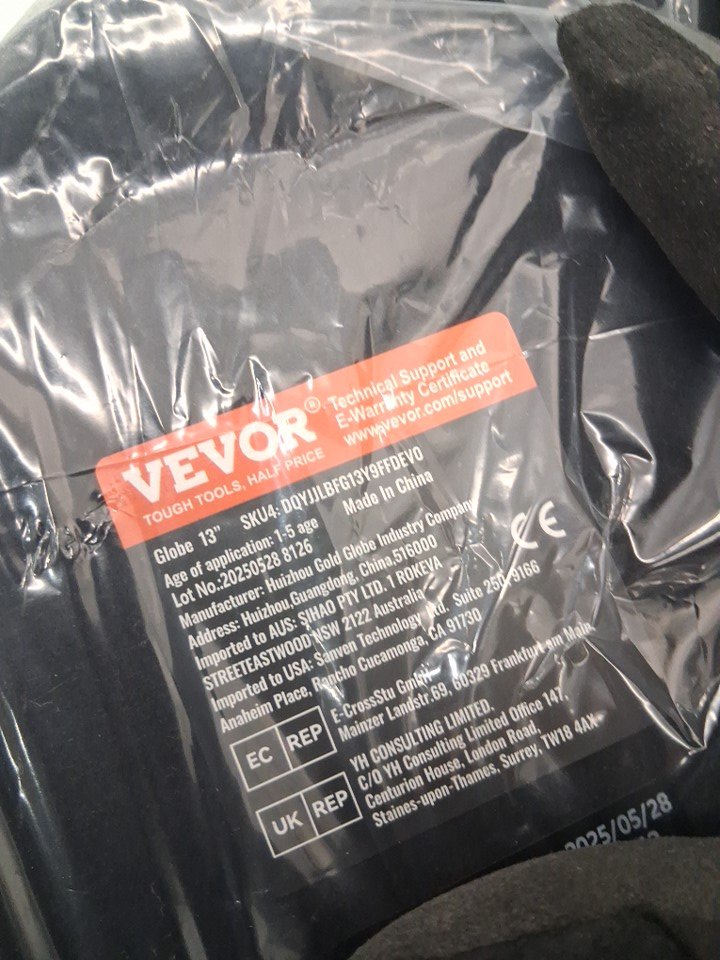 VEVOR®
TOUGH TOOLS, HALF PRICE
Technical Support and
E-Warranty Certificate
www.vevor.com/support
Globe 13" SKU4: DQYJJLBFG13Y9FFDEV0
Age of application: 1-5 age Made In China
Lot No.:20250528 8126
Manufacturer: Huizhou Gold Globe Industry Company
Address: Huizhou,Guangdong, China.516000
Imported to AUS: SIHAO PTY LTD. 1 ROKEVA
STREETEASTWOOD NSW 2122 Australia
Imported to USA: Sanven Technology Ltd. Suite 250, 9166
Anaheim Place, Rancho Cucamonga, CA 91730
CE
EC REP
E-CrossStu GmbH
Mainzer Landstr.69, 60329 Frankfurt am Main
UK REP
YH CONSULTING LIMITED.
C/O YH Consulting Limited Office 147,
Centurion House, London Road,
Staines-upon-Thames, Surrey, TW18 4AX
2025/05/28